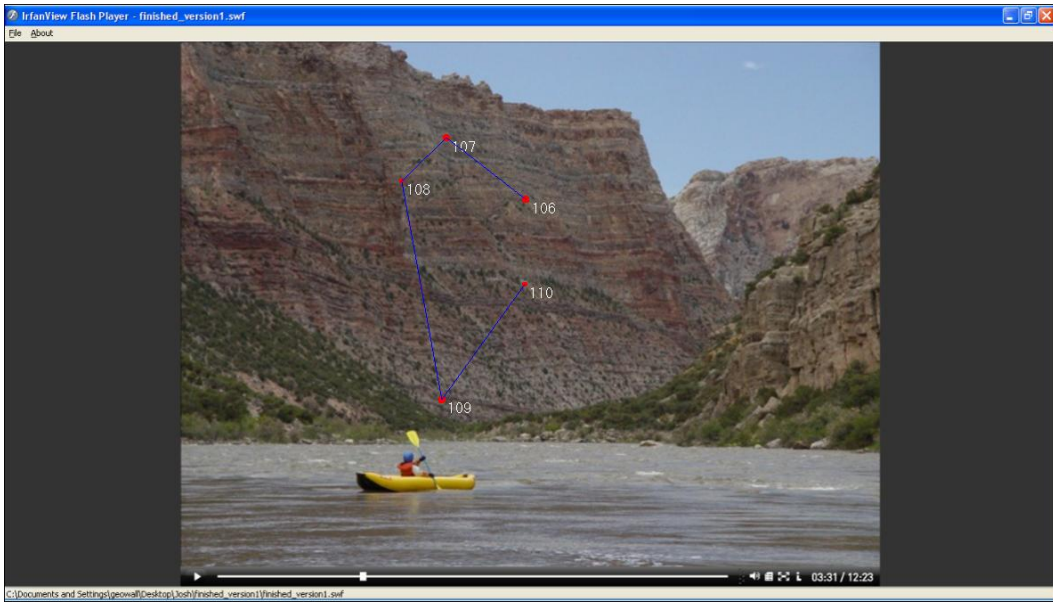 IrfanView Flash Player - finished_version1.swf
File About
107
108
106
110
109
03:31 / 12:23
C:\Documents and Settings\geowall\Desktop\Josh\finished_version1\finished_version1.swf